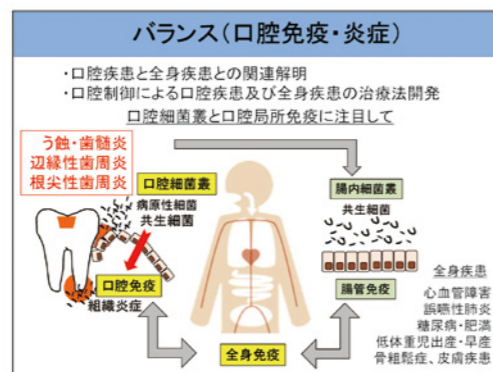 バランス（口腔免疫・炎症）
・口腔疾患と全身疾患との関連解明
・口腔制御による口腔疾患及び全身疾患の治療法開発
口腔細菌叢と口腔局所免疫に注目して
う蝕・歯髄炎
辺縁性歯周炎
根尖性歯周炎
口腔細菌叢
病原性細菌
共生細菌
口腔免疫
組織炎症
全身免疫
腸内細菌叢
共生細菌
腸管免疫
全身疾患
心血管障害
誤嚥性肺炎
糖尿病・肥満
低体重児出産・早産
骨粗鬆症、皮膚疾患